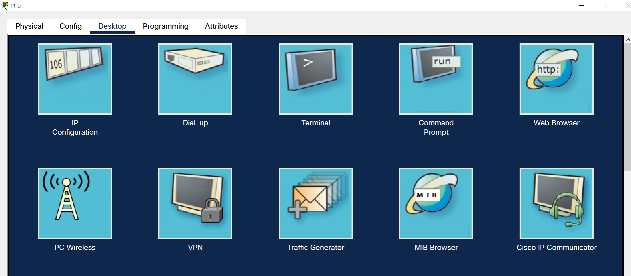 Physical Config Desktop Programming Attributes
106
>
run
http:
IP
Configuration
Dial-up
Terminal
Command
Prompt
Web Browser
MIB
PC Wireless
VPN
Traffic Generator
MIB Browser
Cisco IP Communicator